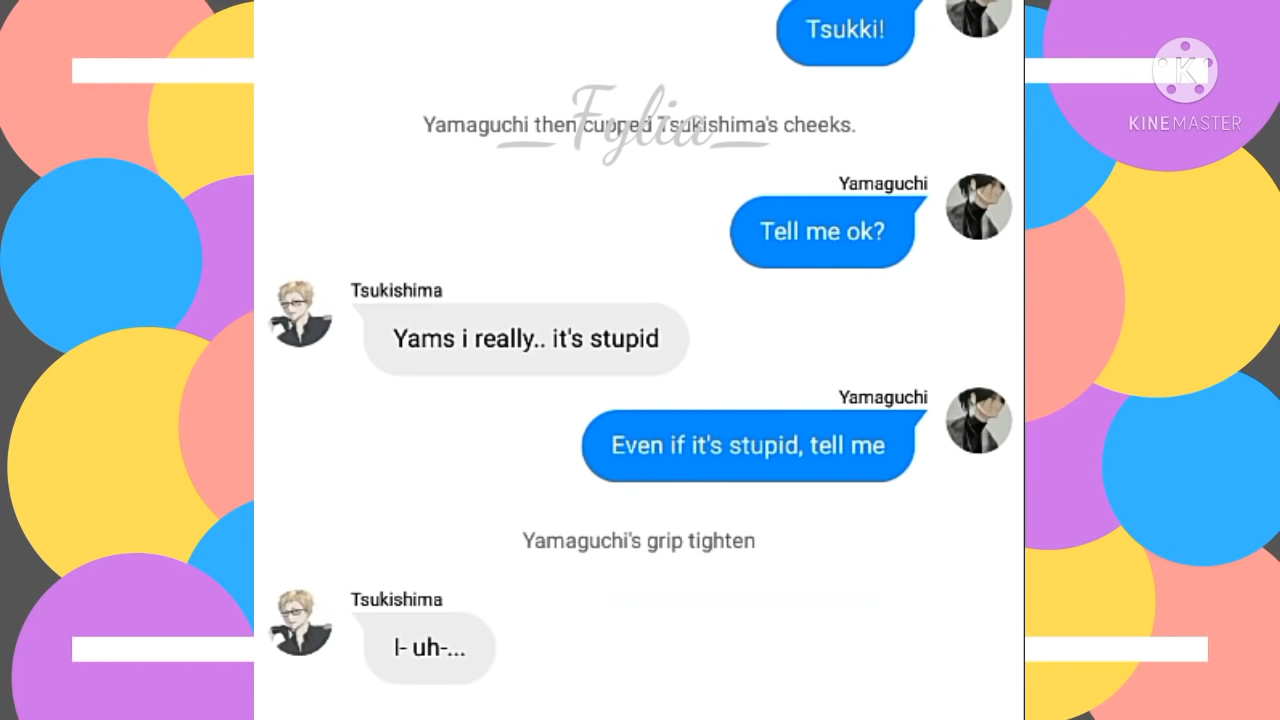 Tsukki!
Yamaguchi then cupped Tsukishima's cheeks.
Fylia
KINEMASTER
Yamaguchi
Tell me ok?
Tsukishima
Yams i really.. it's stupid
Yamaguchi
Even if it's stupid, tell me
Yamaguchi's grip tighten
Tsukishima
I- uh-...